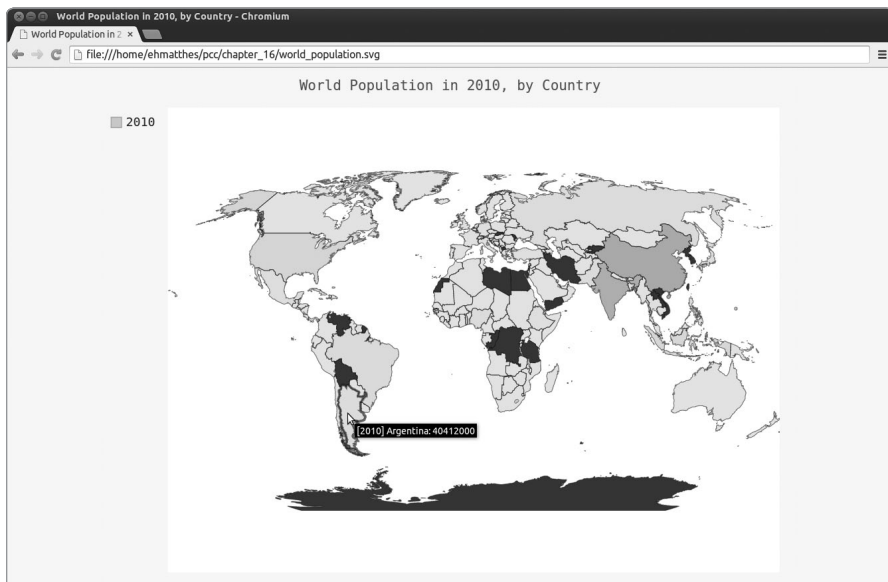 World Population in 2010, by Country - Chromium
World Population in 2
file:///home/ehmatthes/pcc/chapter_16/world_population.svg
World Population in 2010, by Country
2010
[2010] Argentina: 40412000